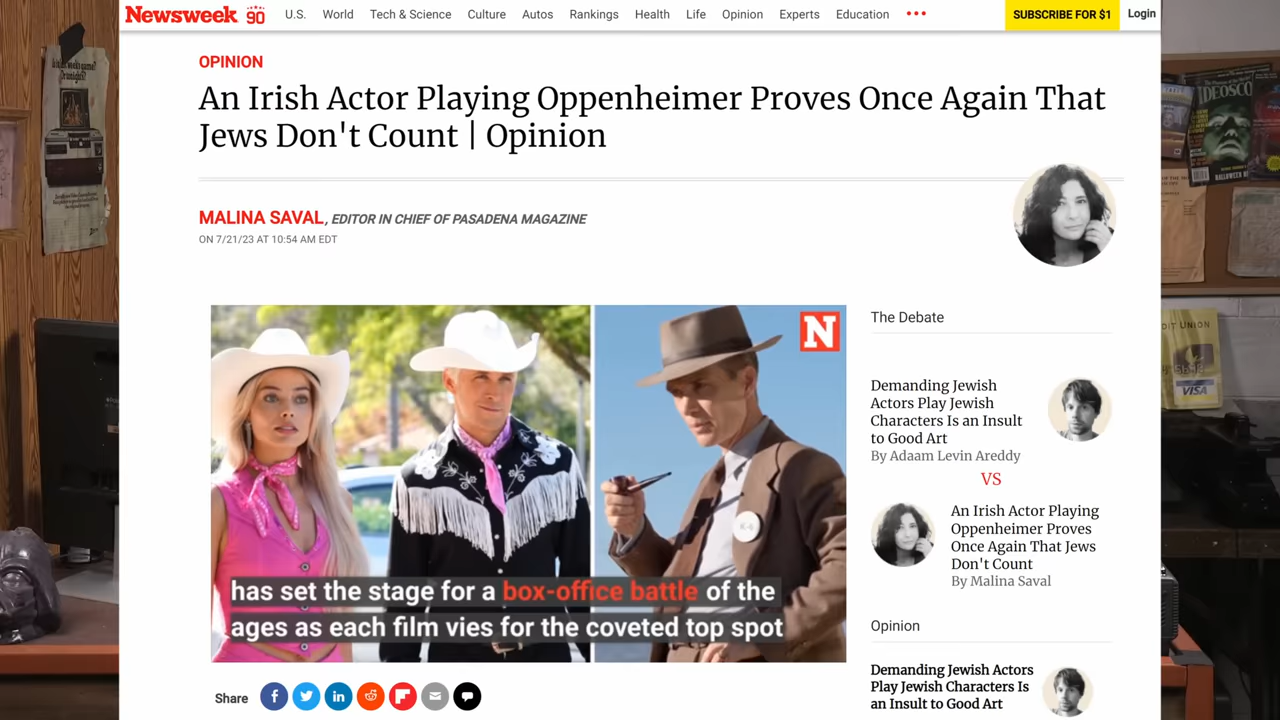 Newsweek 90
U.S. World Tech & Science Culture Autos Rankings Health Life Opinion Experts Education
SUBSCRIBE FOR $1
Login
OPINION
An Irish Actor Playing Oppenheimer Proves Once Again That
Jews Don't Count | Opinion
MALINA SAVAL, EDITOR IN CHIEF OF PASADENA MAGAZINE
ON 7/21/23 AT 10:54 AM EDT
N
K-6
has set the stage for a box-office battle of the
ages as each film vies for the coveted top spot
Share
The Debate
Demanding Jewish
Actors Play Jewish
Characters Is an Insult
to Good Art
By Adaam Levin Areddy
VS
An Irish Actor Playing
Oppenheimer Proves
Once Again That Jews
Don't Count
By Malina Saval
Opinion
Demanding Jewish Actors
Play Jewish Characters Is
an Insult to Good Art
VISA